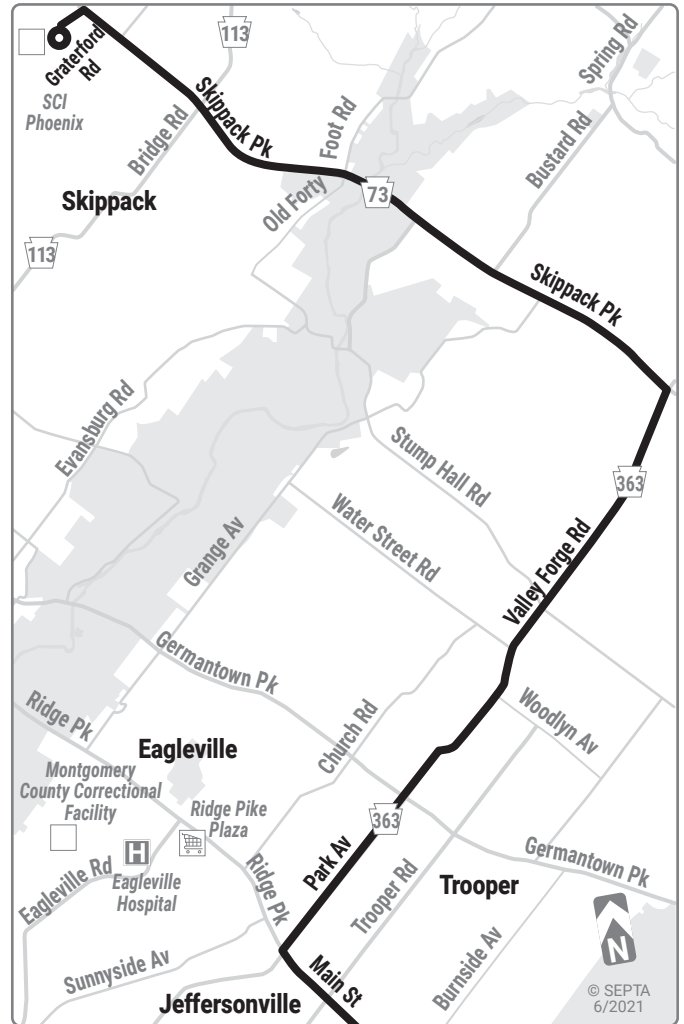 113
Spring Rd
Graterford
Rd
SCI
Phoenix
Skippack Pk
Foot Rd
Bridge Rd
Bustard Rd
Skippack
Old Forty
73
113
Skippack Pk
Evansburg Rd
Stump Hall Rd
363
Water Street Rd
Grange Av
Valley Forge Rd
Germantown Pk
Ridge Pk
Woodlyn Av
Church Rd
Eagleville
Montgomery
County Correctional
Facility
Ridge Pike
Plaza
363
H
Eagleville Rd
Eagleville
Hospital
Ridge Pk
Park Av
Trooper Rd
Trooper
Germantown Pk
Burnside Av
N
Sunnyside Av
Main St
Jeffersonville
© SEPTA
6/2021